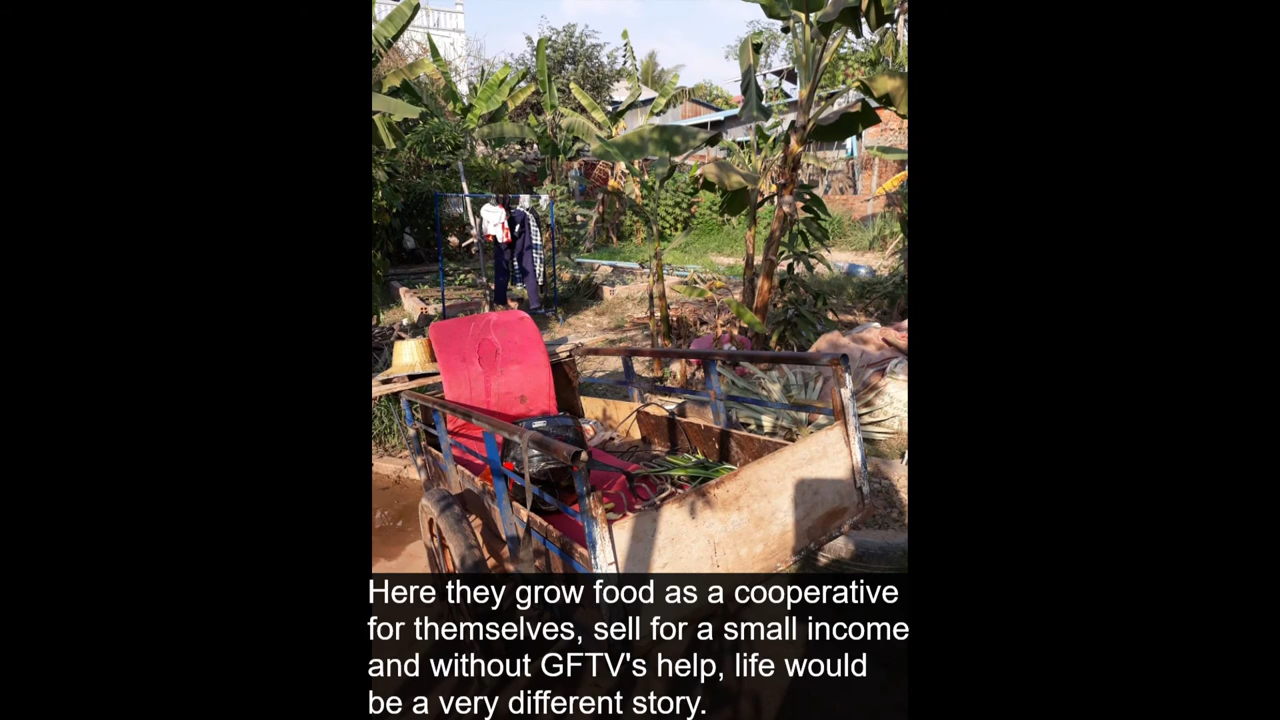 Here they grow food as a cooperative
for themselves, sell for a small income
and without GFTV's help, life would
be a very different story.